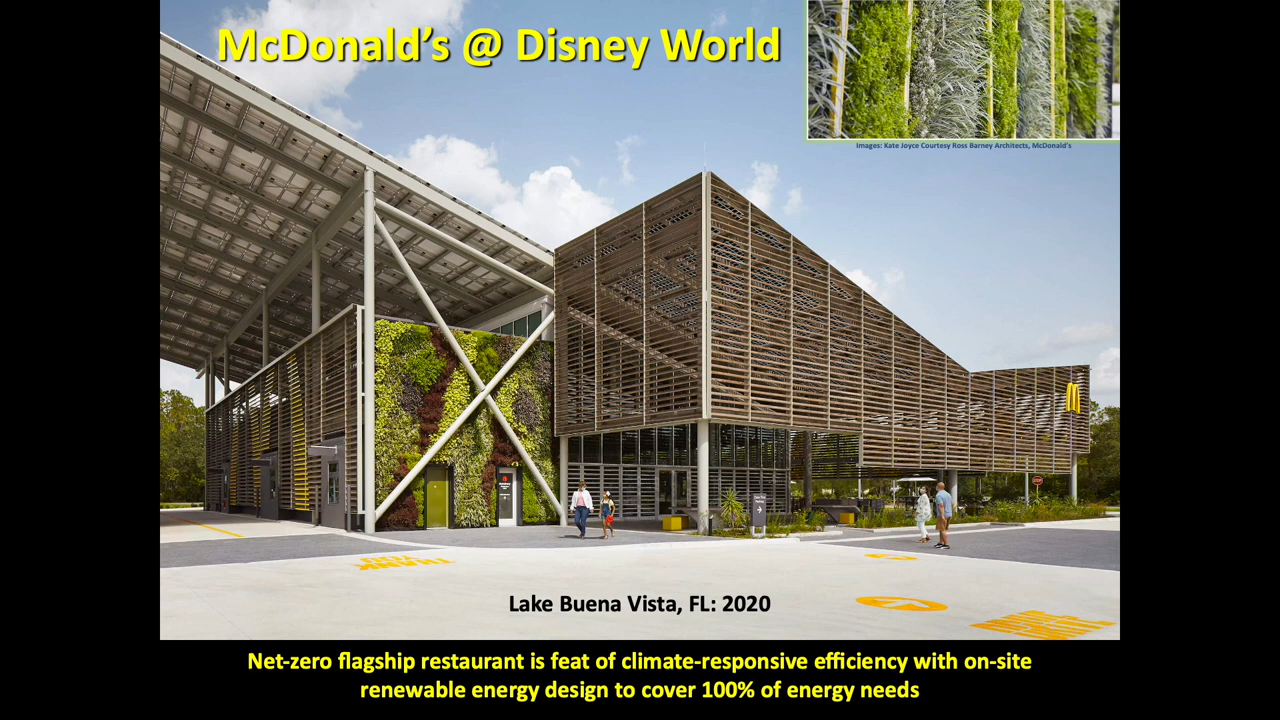 McDonald's @ Disney World
Images: Kate Joyce Courtesy Ross Barney Architects, McDonald's
THANK
Lake Buena Vista, FL: 2020
Net-zero flagship restaurant is feat of climate-responsive efficiency with on-site
renewable energy design to cover 100% of energy needs